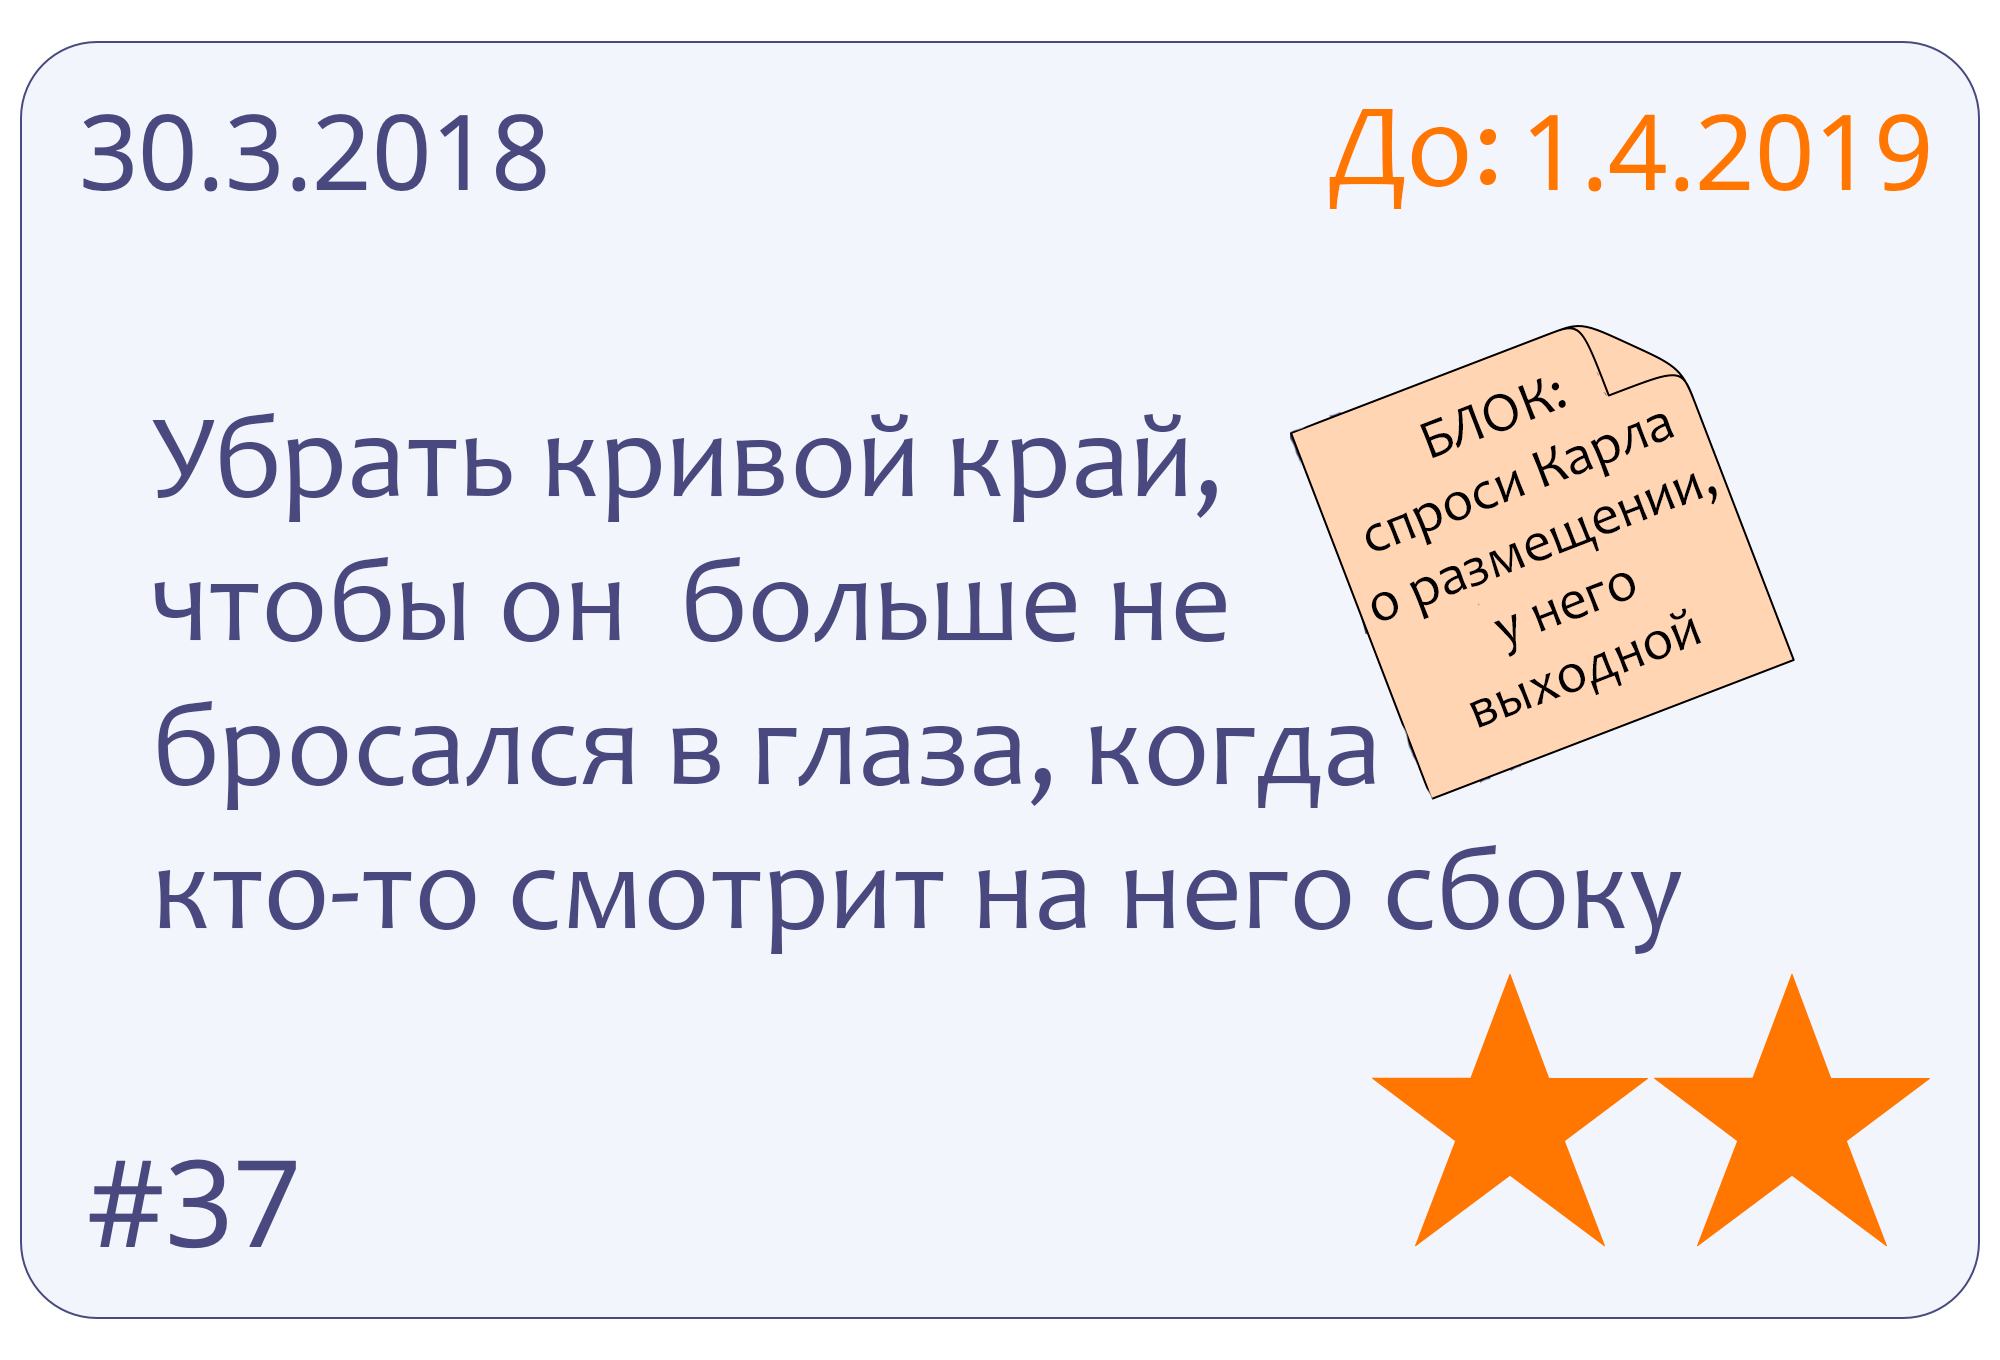 30.3.2018
До: 1.4.2019
Убрать кривой край,
чтобы он  больше не
бросался в глаза, когда
кто-то смотрит на него сбоку
БЛОК:
спроси Карла
о размещении,
у него
выходной
#37